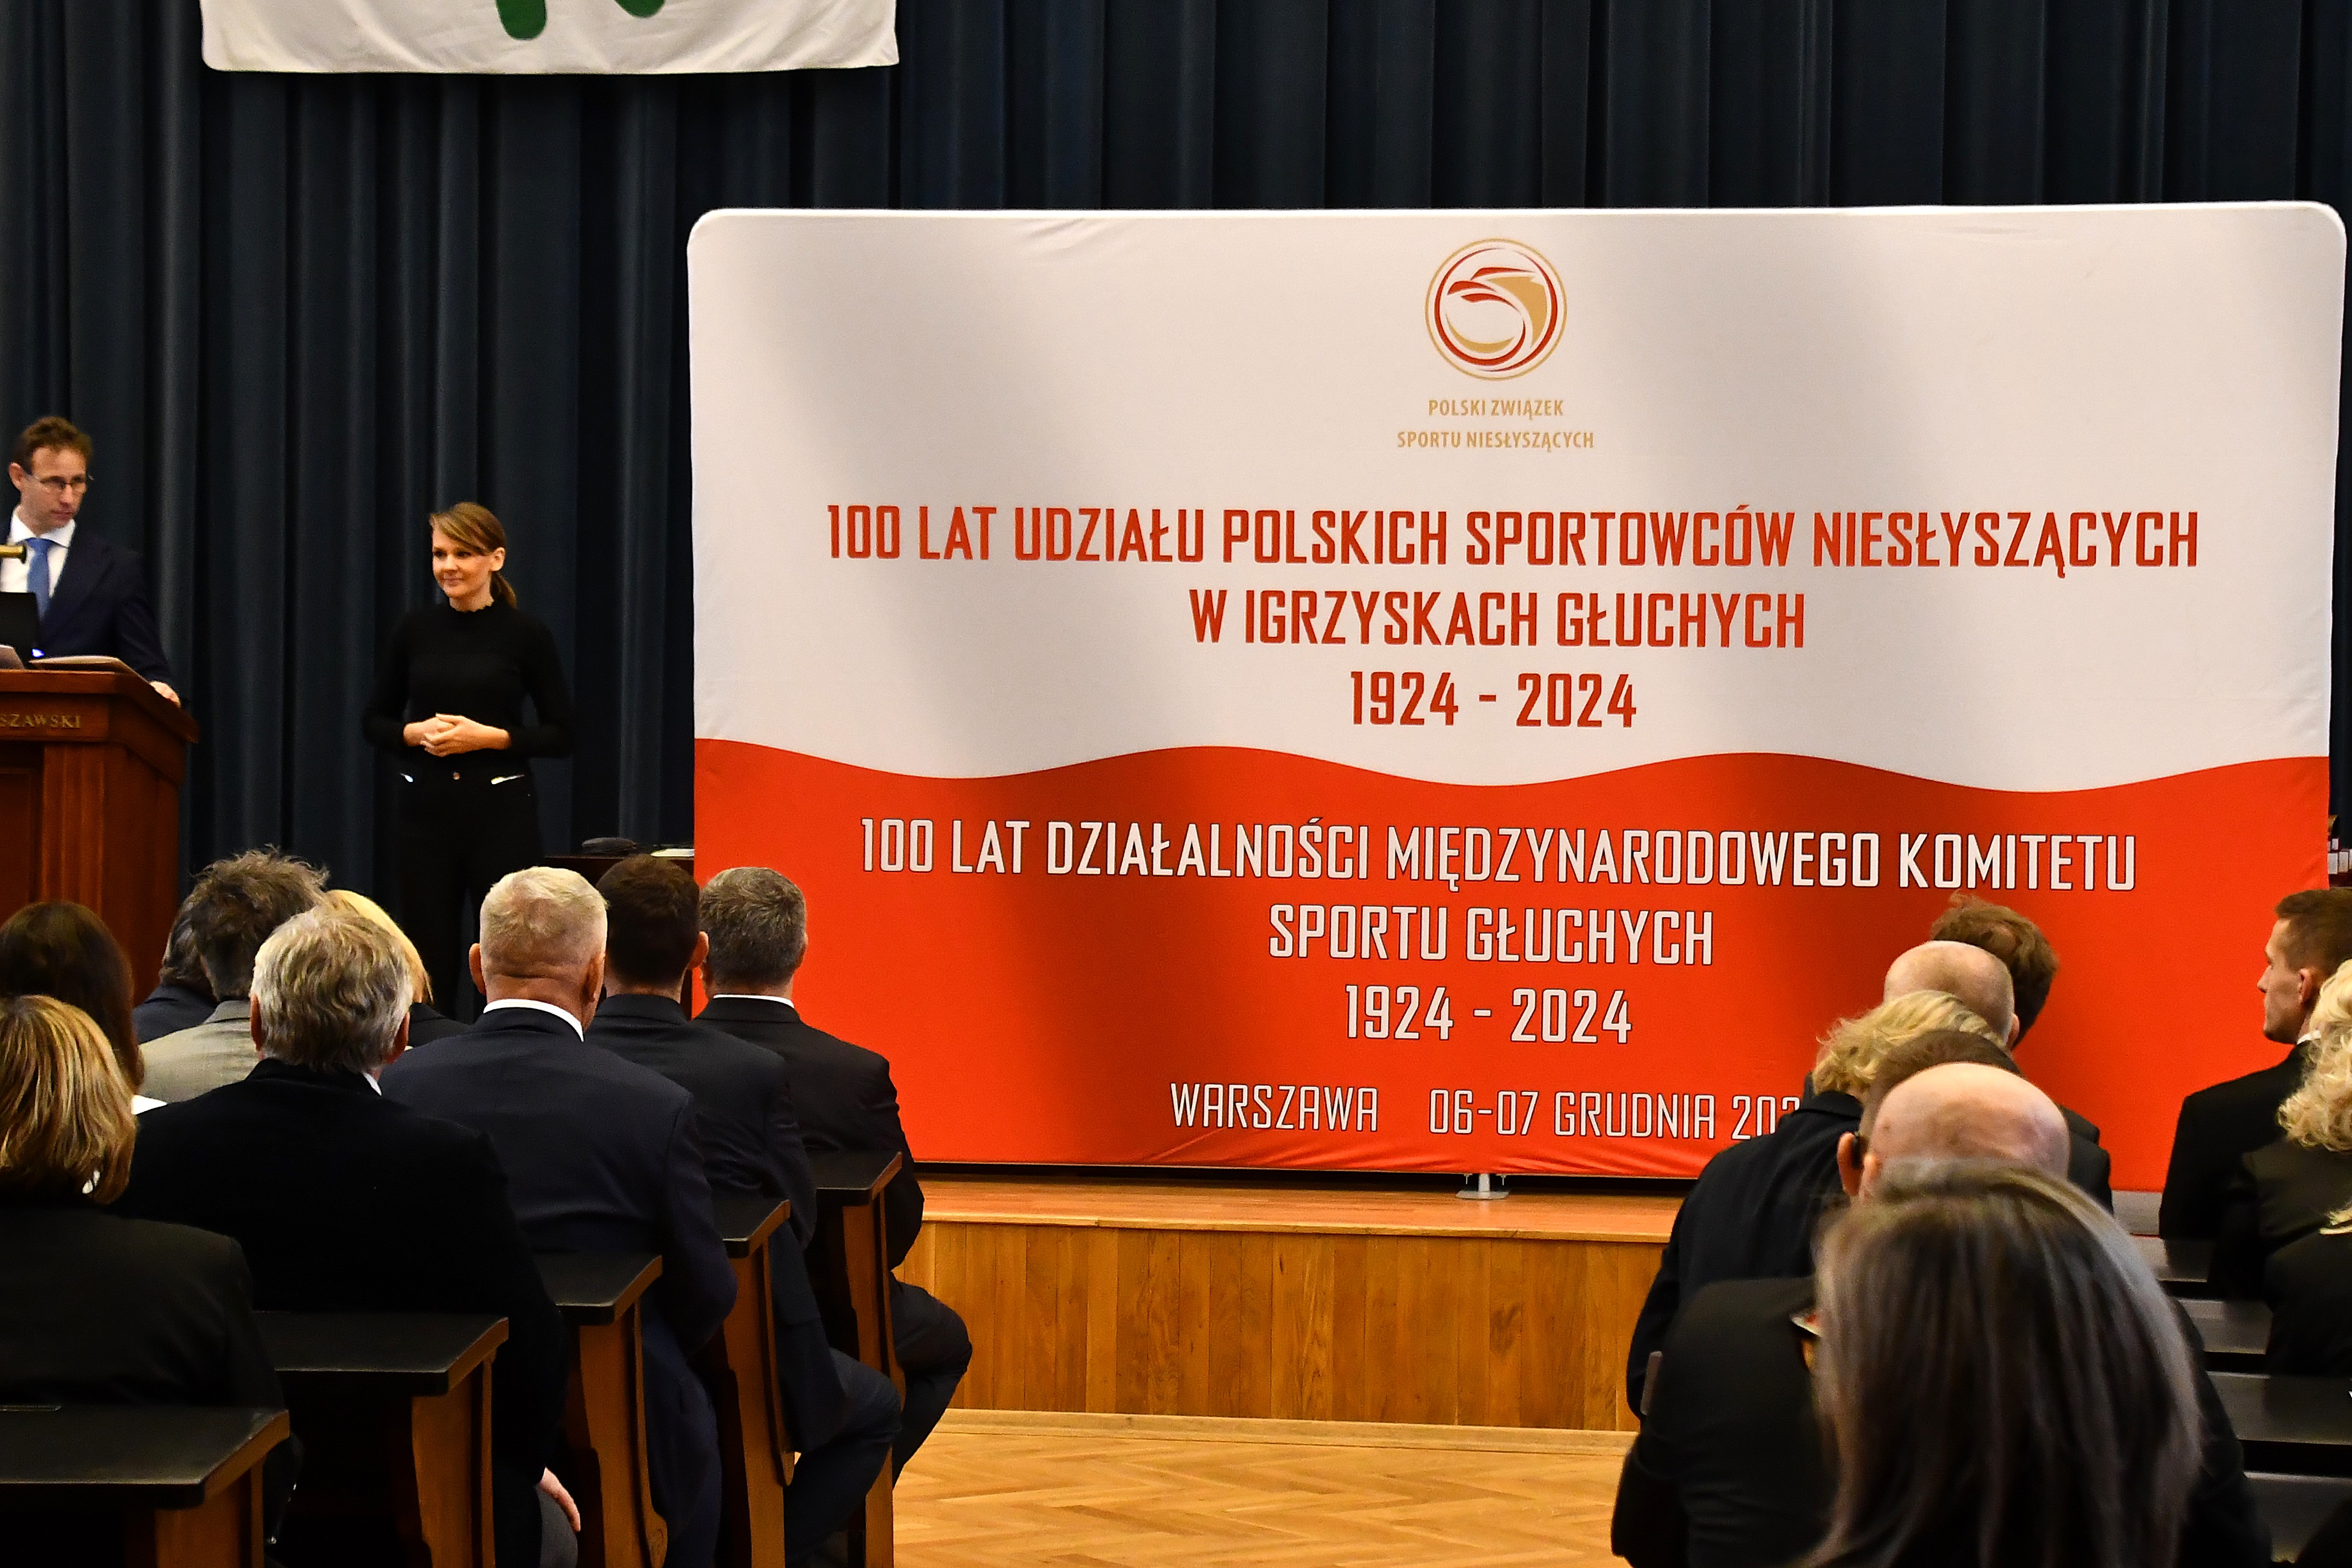 POLSKI ZWIĄZEK
SPORTU NIESŁYSZĄCYCH
100 LAT UDZIAŁU POLSKICH SPORTOWCÓW NIESŁYSZĄCYCH
W IGRZYSKACH GŁUCHYCH
1924 - 2024
100 LAT DZIAŁALNOŚCI MIĘDZYNARODOWEGO KOMITETU
SPORTU GŁUCHYCH
1924 - 2024
WARSZAWA 06-07 GRUDNIA